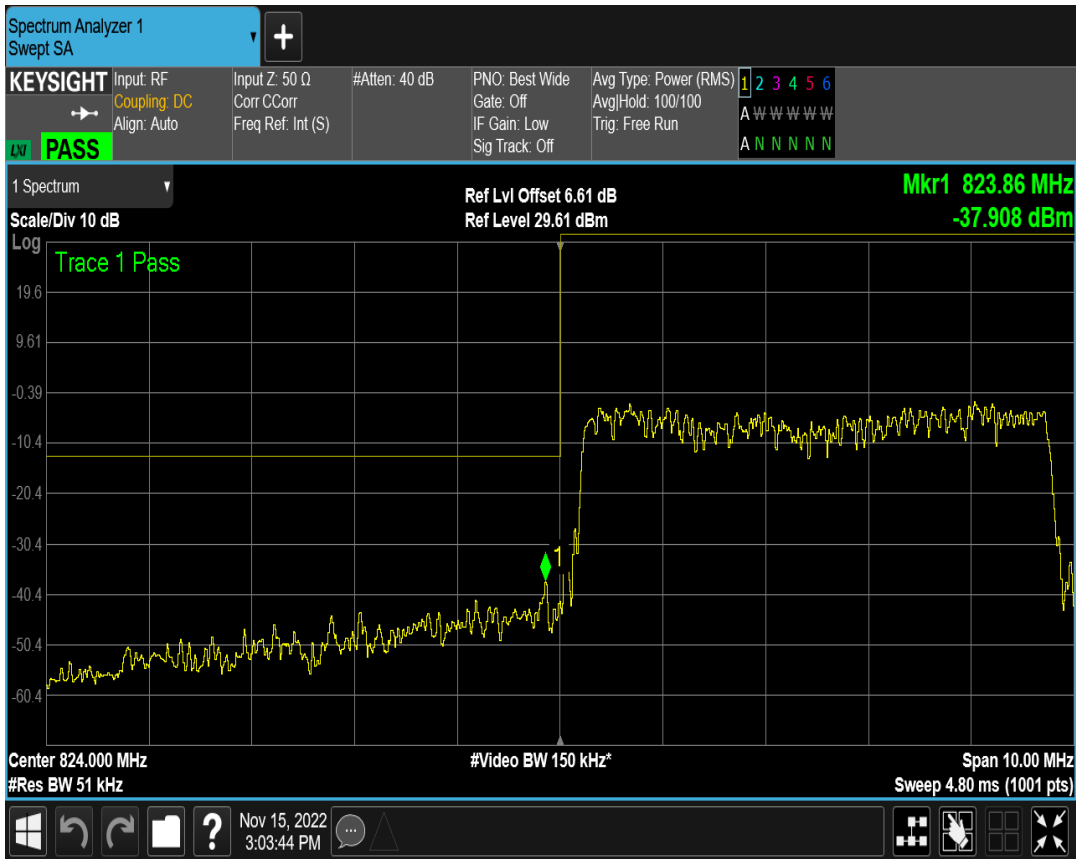 Spectrum Analyzer 1
Swept SA
+
KEYSIGHT
LXI PASS
Input: RF
Coupling: DC
Align: Auto
Input Z: 50 Ω
Corr CCorr
Freq Ref: Int (S)
#Atten: 40 dB
PNO: Best Wide
Gate: Off
IF Gain: Low
Sig Track: Off
Avg Type: Power (RMS)
Avg|Hold: 100/100
Trig: Free Run
1 2 3 4 5 6
A W W W W W
A N N N N N
1 Spectrum
Scale/Div 10 dB
Ref Lvl Offset 6.61 dB
Ref Level 29.61 dBm
Mkr1 823.86 MHz
-37.908 dBm
Log
Trace 1 Pass
19.6
9.61
-0.39
-10.4
-20.4
-30.4
1
-40.4
-50.4
-60.4
Center 824.000 MHz
#Video BW 150 kHz*
Span 10.00 MHz
#Res BW 51 kHz
Sweep 4.80 ms (1001 pts)
?
Nov 15, 2022
3:03:44 PM